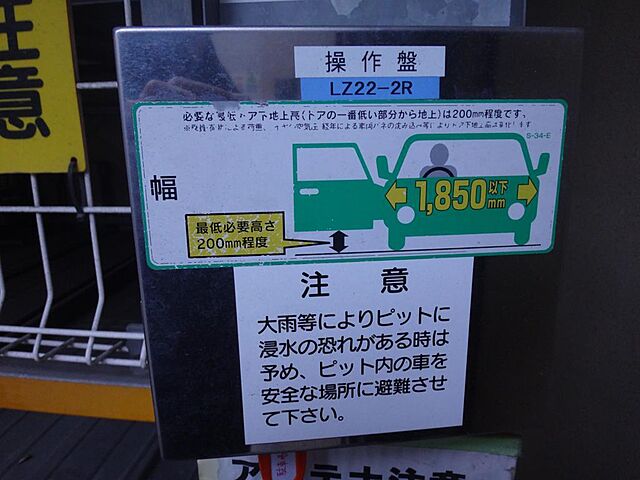 注意
操作盤
LZ22-2R
必要な最低ドア下地上高(ドアの一番低い部分から地上)は200mm程度です。
S-34-E
幅
1,850mm以下
最低必要高さ
200mm程度
注 意
大雨等によりピットに
浸水の恐れがある時は
予め、ピット内の車を
安全な場所に避難させ
て下さい。